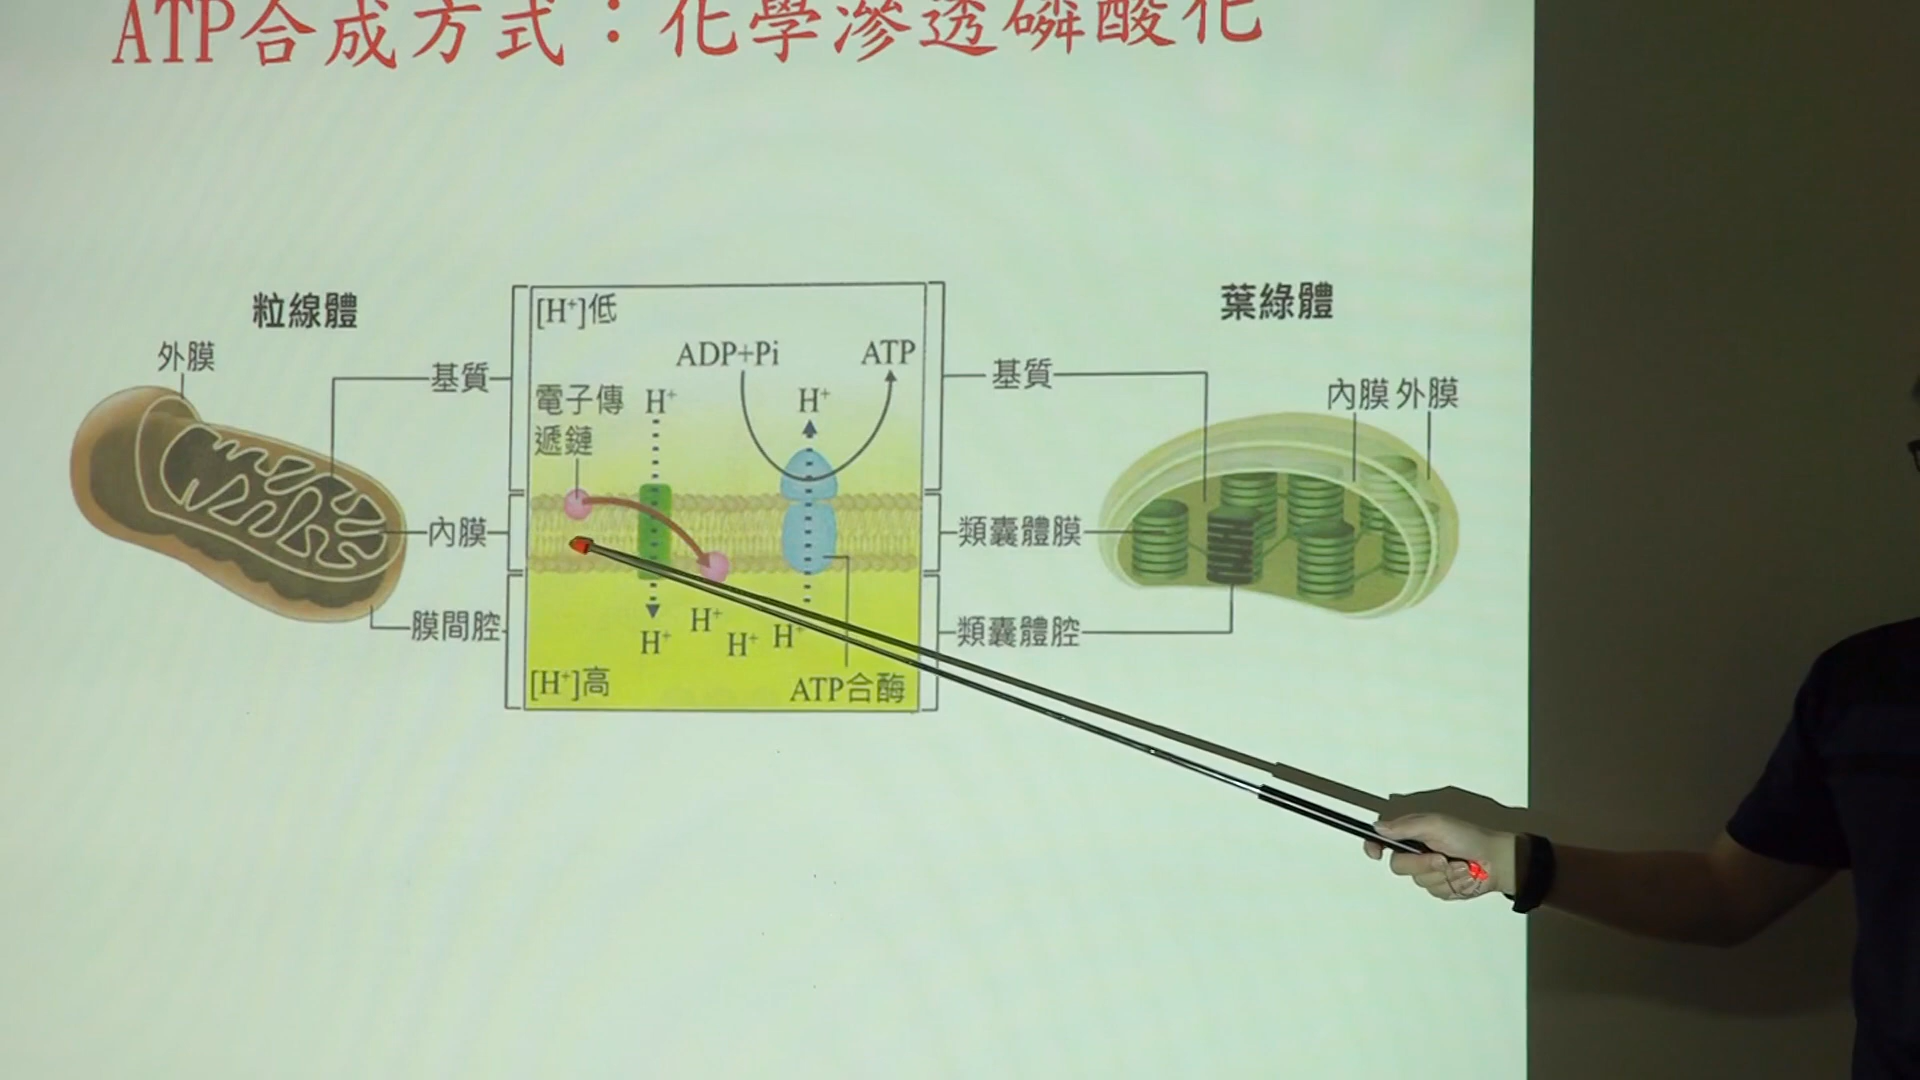 ATP合成方式：化學滲透磷酸化
粒線體
外膜
基質
內膜
膜間腔
[H⁺]低
ADP+Pi
ATP
電子傳
遞鏈
H⁺
H⁺
H⁺
H⁺
H⁺
H⁺
[H⁺]高
ATP合酶
葉綠體
基質
內膜
外膜
類囊體膜
類囊體腔